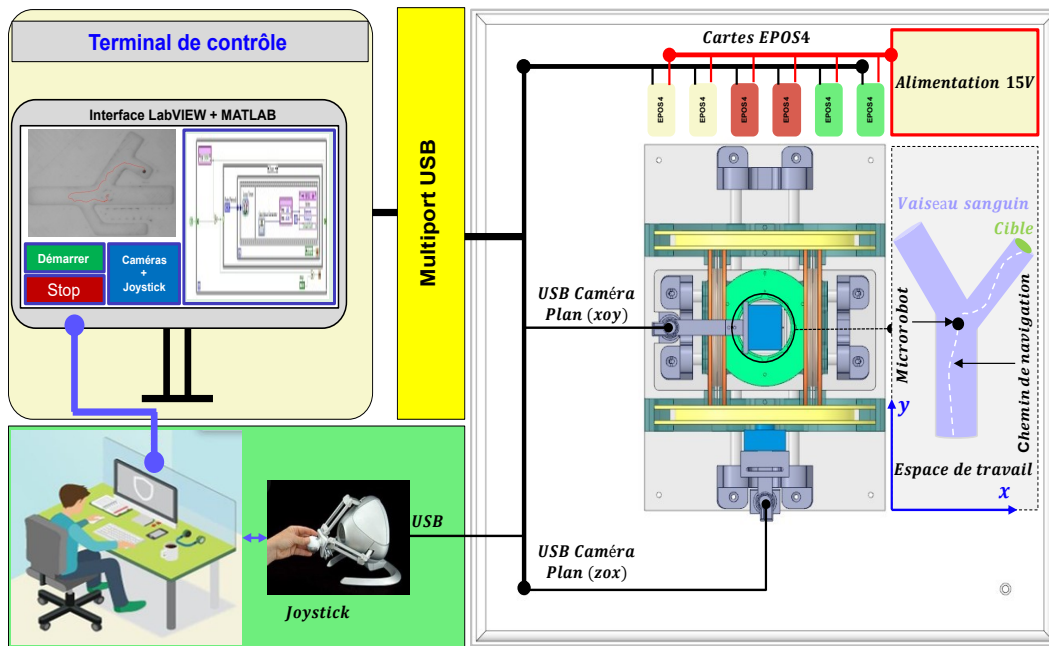 Terminal de contrôle
Interface LabVIEW + MATLAB
Démarrer
Stop
Caméras
+
Joystick
Multiport USB
Cartes EPOS4
EPOS4
EPOS4
EPOS4
EPOS4
EPOS4
EPOS4
Alimentation 15V
USB Caméra
Plan (xoy)
Vaiseau sanguin
Cible
Microrobot
Chemin de navigation
y
Espace de travail
x
USB
Joystick
USB Caméra
Plan (zox)